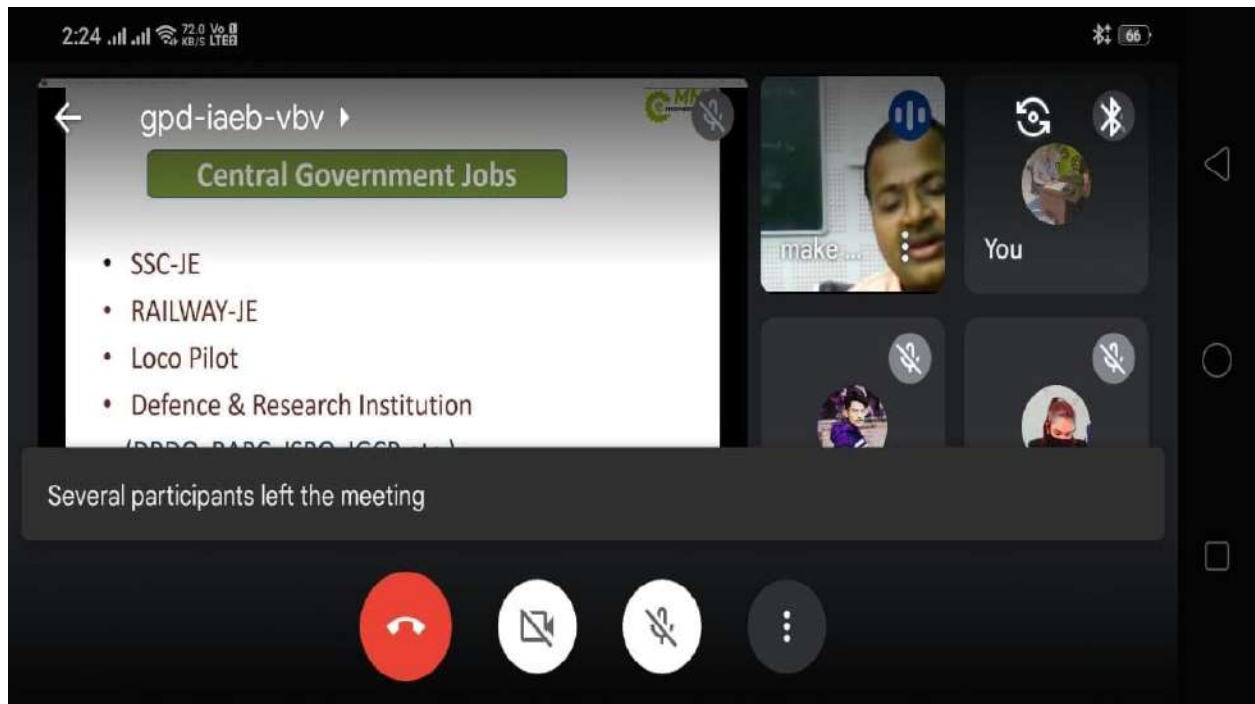 2:24
72.0
KB/S
Vo
LTE
66
gpd-iaeb-vbv
Central Government Jobs
• SSC-JE
• RAILWAY-JE
• Loco Pilot
• Defence & Research Institution
make ...
You
Several participants left the meeting